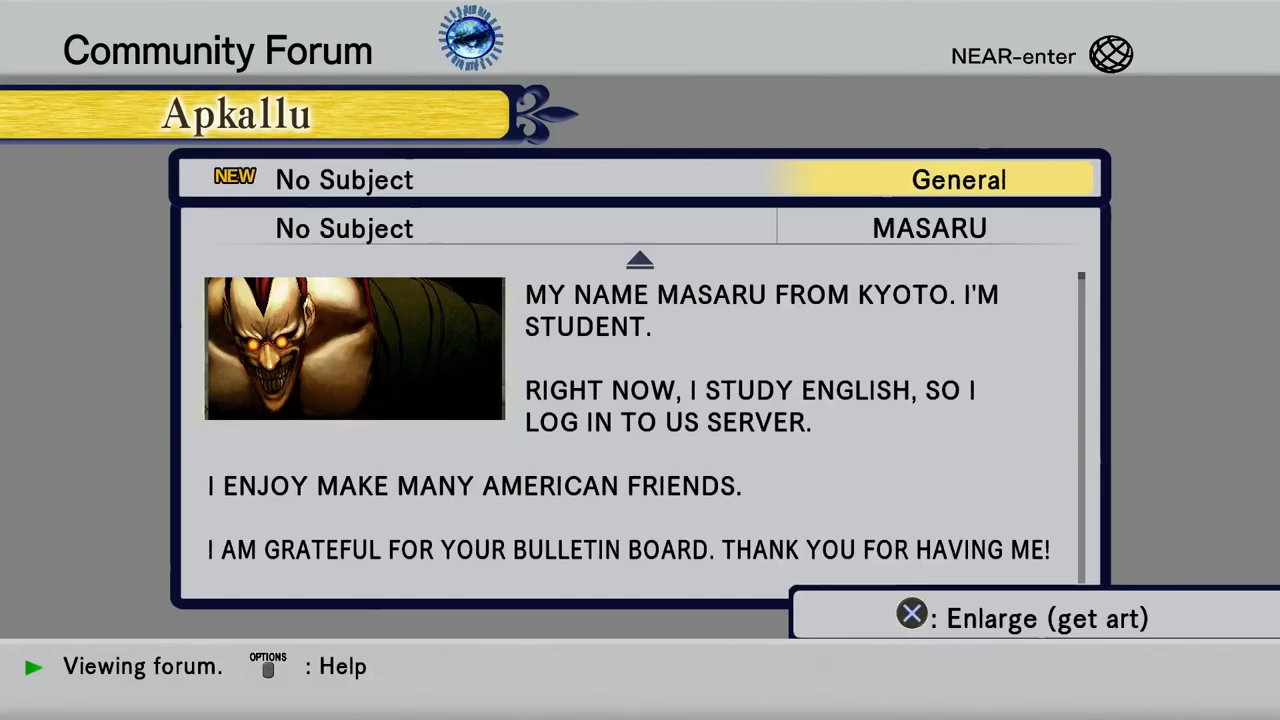 Community Forum
NEAR-enter
Apkallu
NEW No Subject General
No Subject MASARU
MY NAME MASARU FROM KYOTO. I'M
STUDENT.
RIGHT NOW, I STUDY ENGLISH, SO I
LOG IN TO US SERVER.
I ENJOY MAKE MANY AMERICAN FRIENDS.
I AM GRATEFUL FOR YOUR BULLETIN BOARD. THANK YOU FOR HAVING ME!
: Enlarge (get art)
Viewing forum. OPTIONS : Help